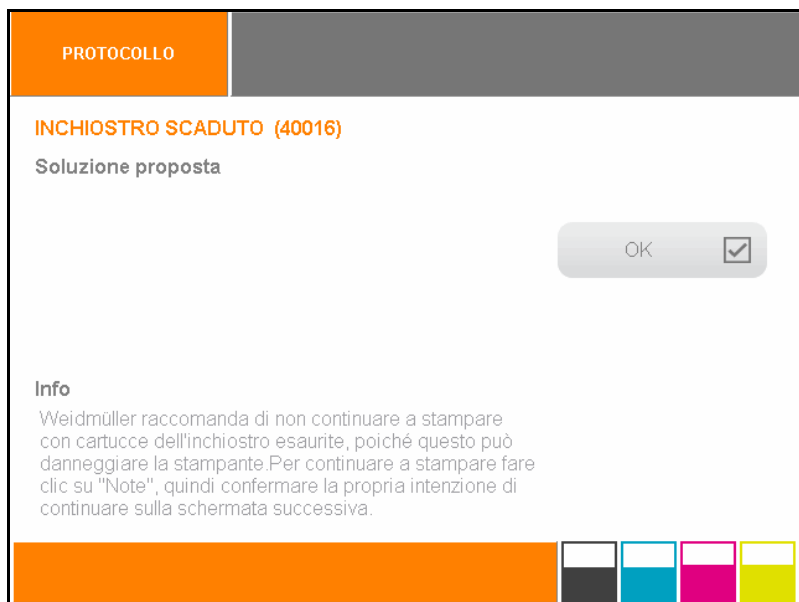 PROTOCOLLO
INCHIOSTRO SCADUTO (40016)
Soluzione proposta
OK
Info
Weidmüller raccomanda di non continuare a stampare
con cartucce dell'inchiostro esaurite, poiché questo può
danneggiare la stampante.Per continuare a stampare fare
clic su "Note", quindi confermare la propria intenzione di
continuare sulla schermata successiva.